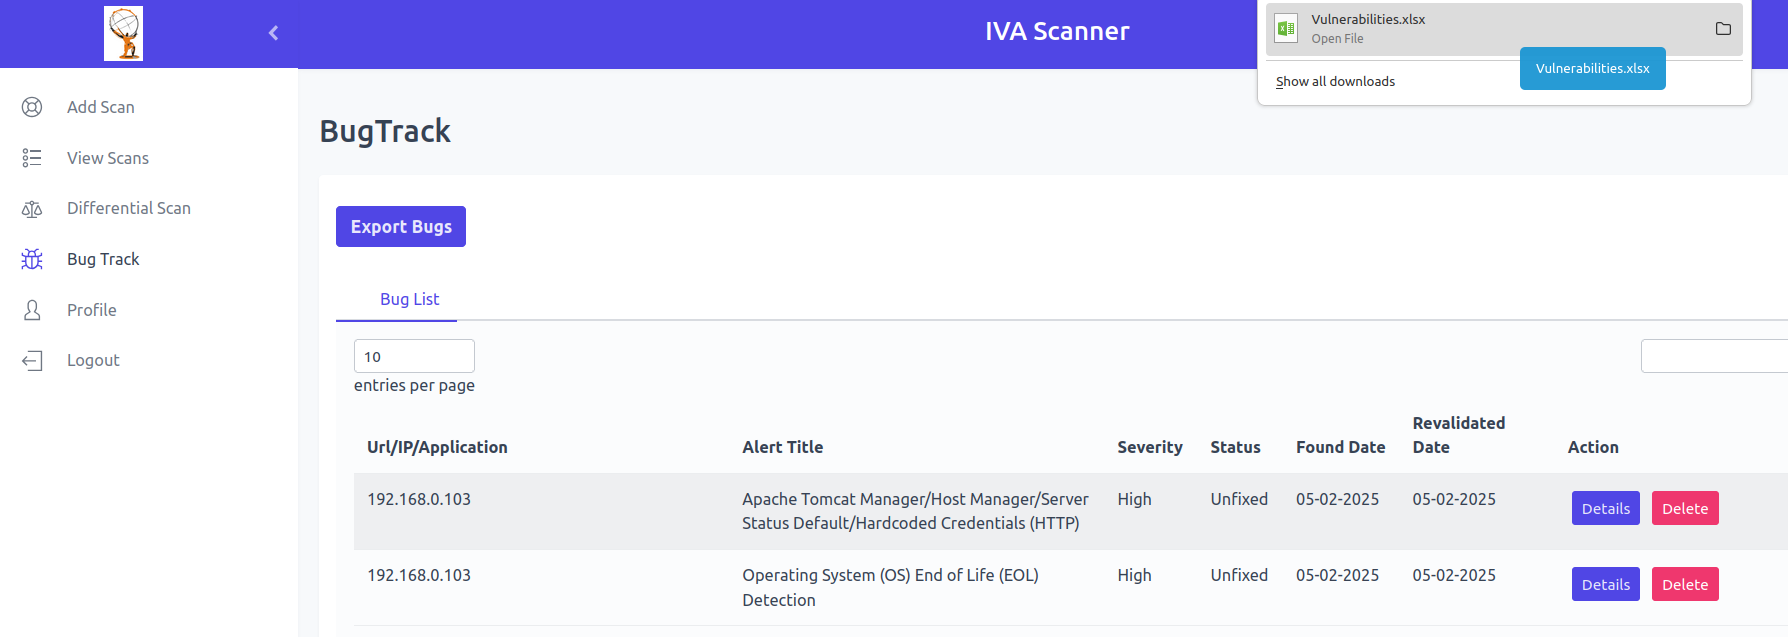 IVA Scanner
Vulnerabilities.xlsx
Open File
Vulnerabilities.xlsx
Show all downloads
Add Scan
View Scans
Differential Scan
Bug Track
Profile
Logout
BugTrack
Export Bugs
Bug List
10
entries per page
Url/IP/Application Alert Title Severity Status Found Date Revalidated Date Action
192.168.0.103 Apache Tomcat Manager/Host Manager/Server High Unfixed 05-02-2025 05-02-2025 Details Delete
Status Default/Hardcoded Credentials (HTTP)
192.168.0.103 Operating System (OS) End of Life (EOL) High Unfixed 05-02-2025 05-02-2025 Details Delete
Detection